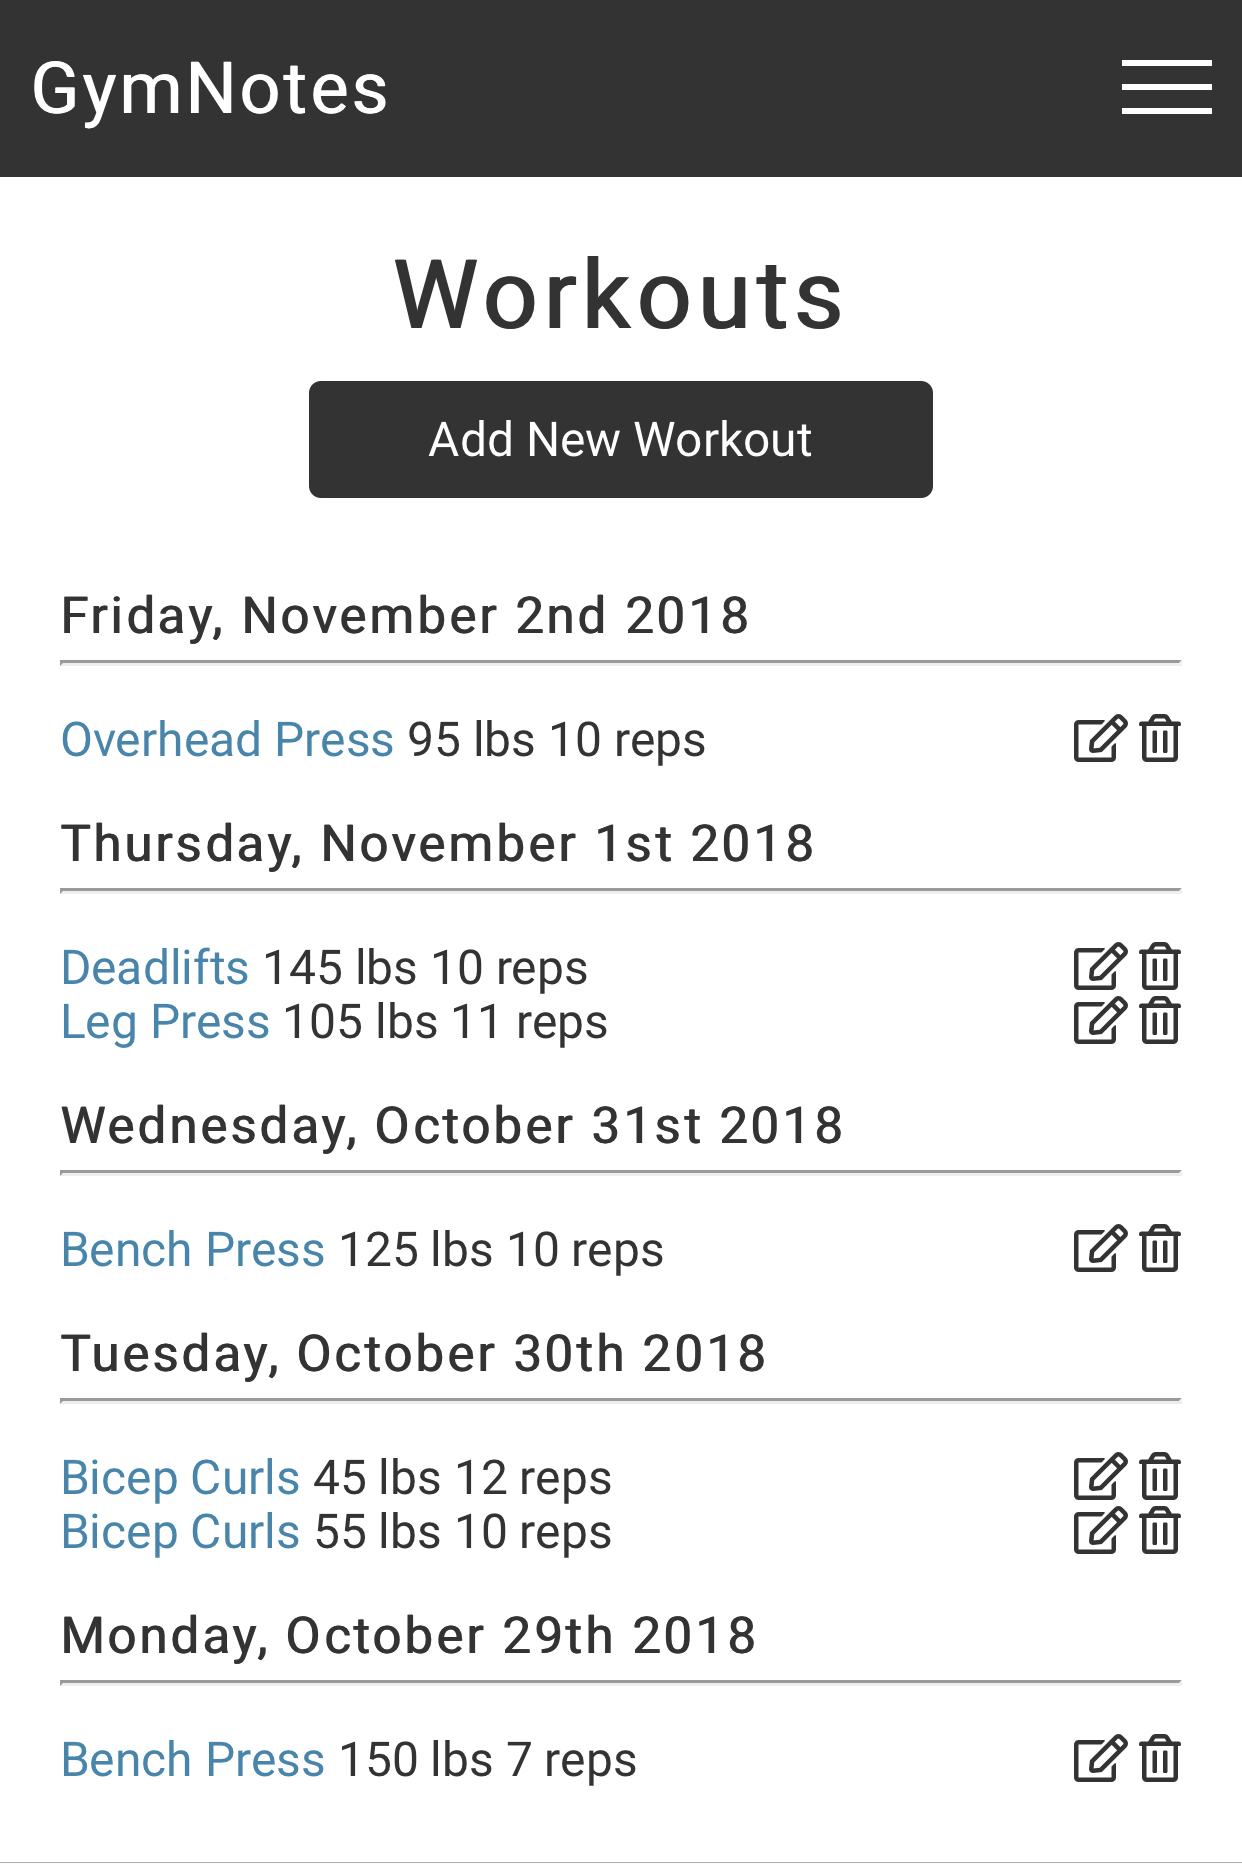 GymNotes
Workouts
Add New Workout
Friday, November 2nd 2018
Overhead Press 95 lbs 10 reps
Thursday, November 1st 2018
Deadlifts 145 lbs 10 reps
Leg Press 105 lbs 11 reps
Wednesday, October 31st 2018
Bench Press 125 lbs 10 reps
Tuesday, October 30th 2018
Bicep Curls 45 lbs 12 reps
Bicep Curls 55 lbs 10 reps
Monday, October 29th 2018
Bench Press 150 lbs 7 reps